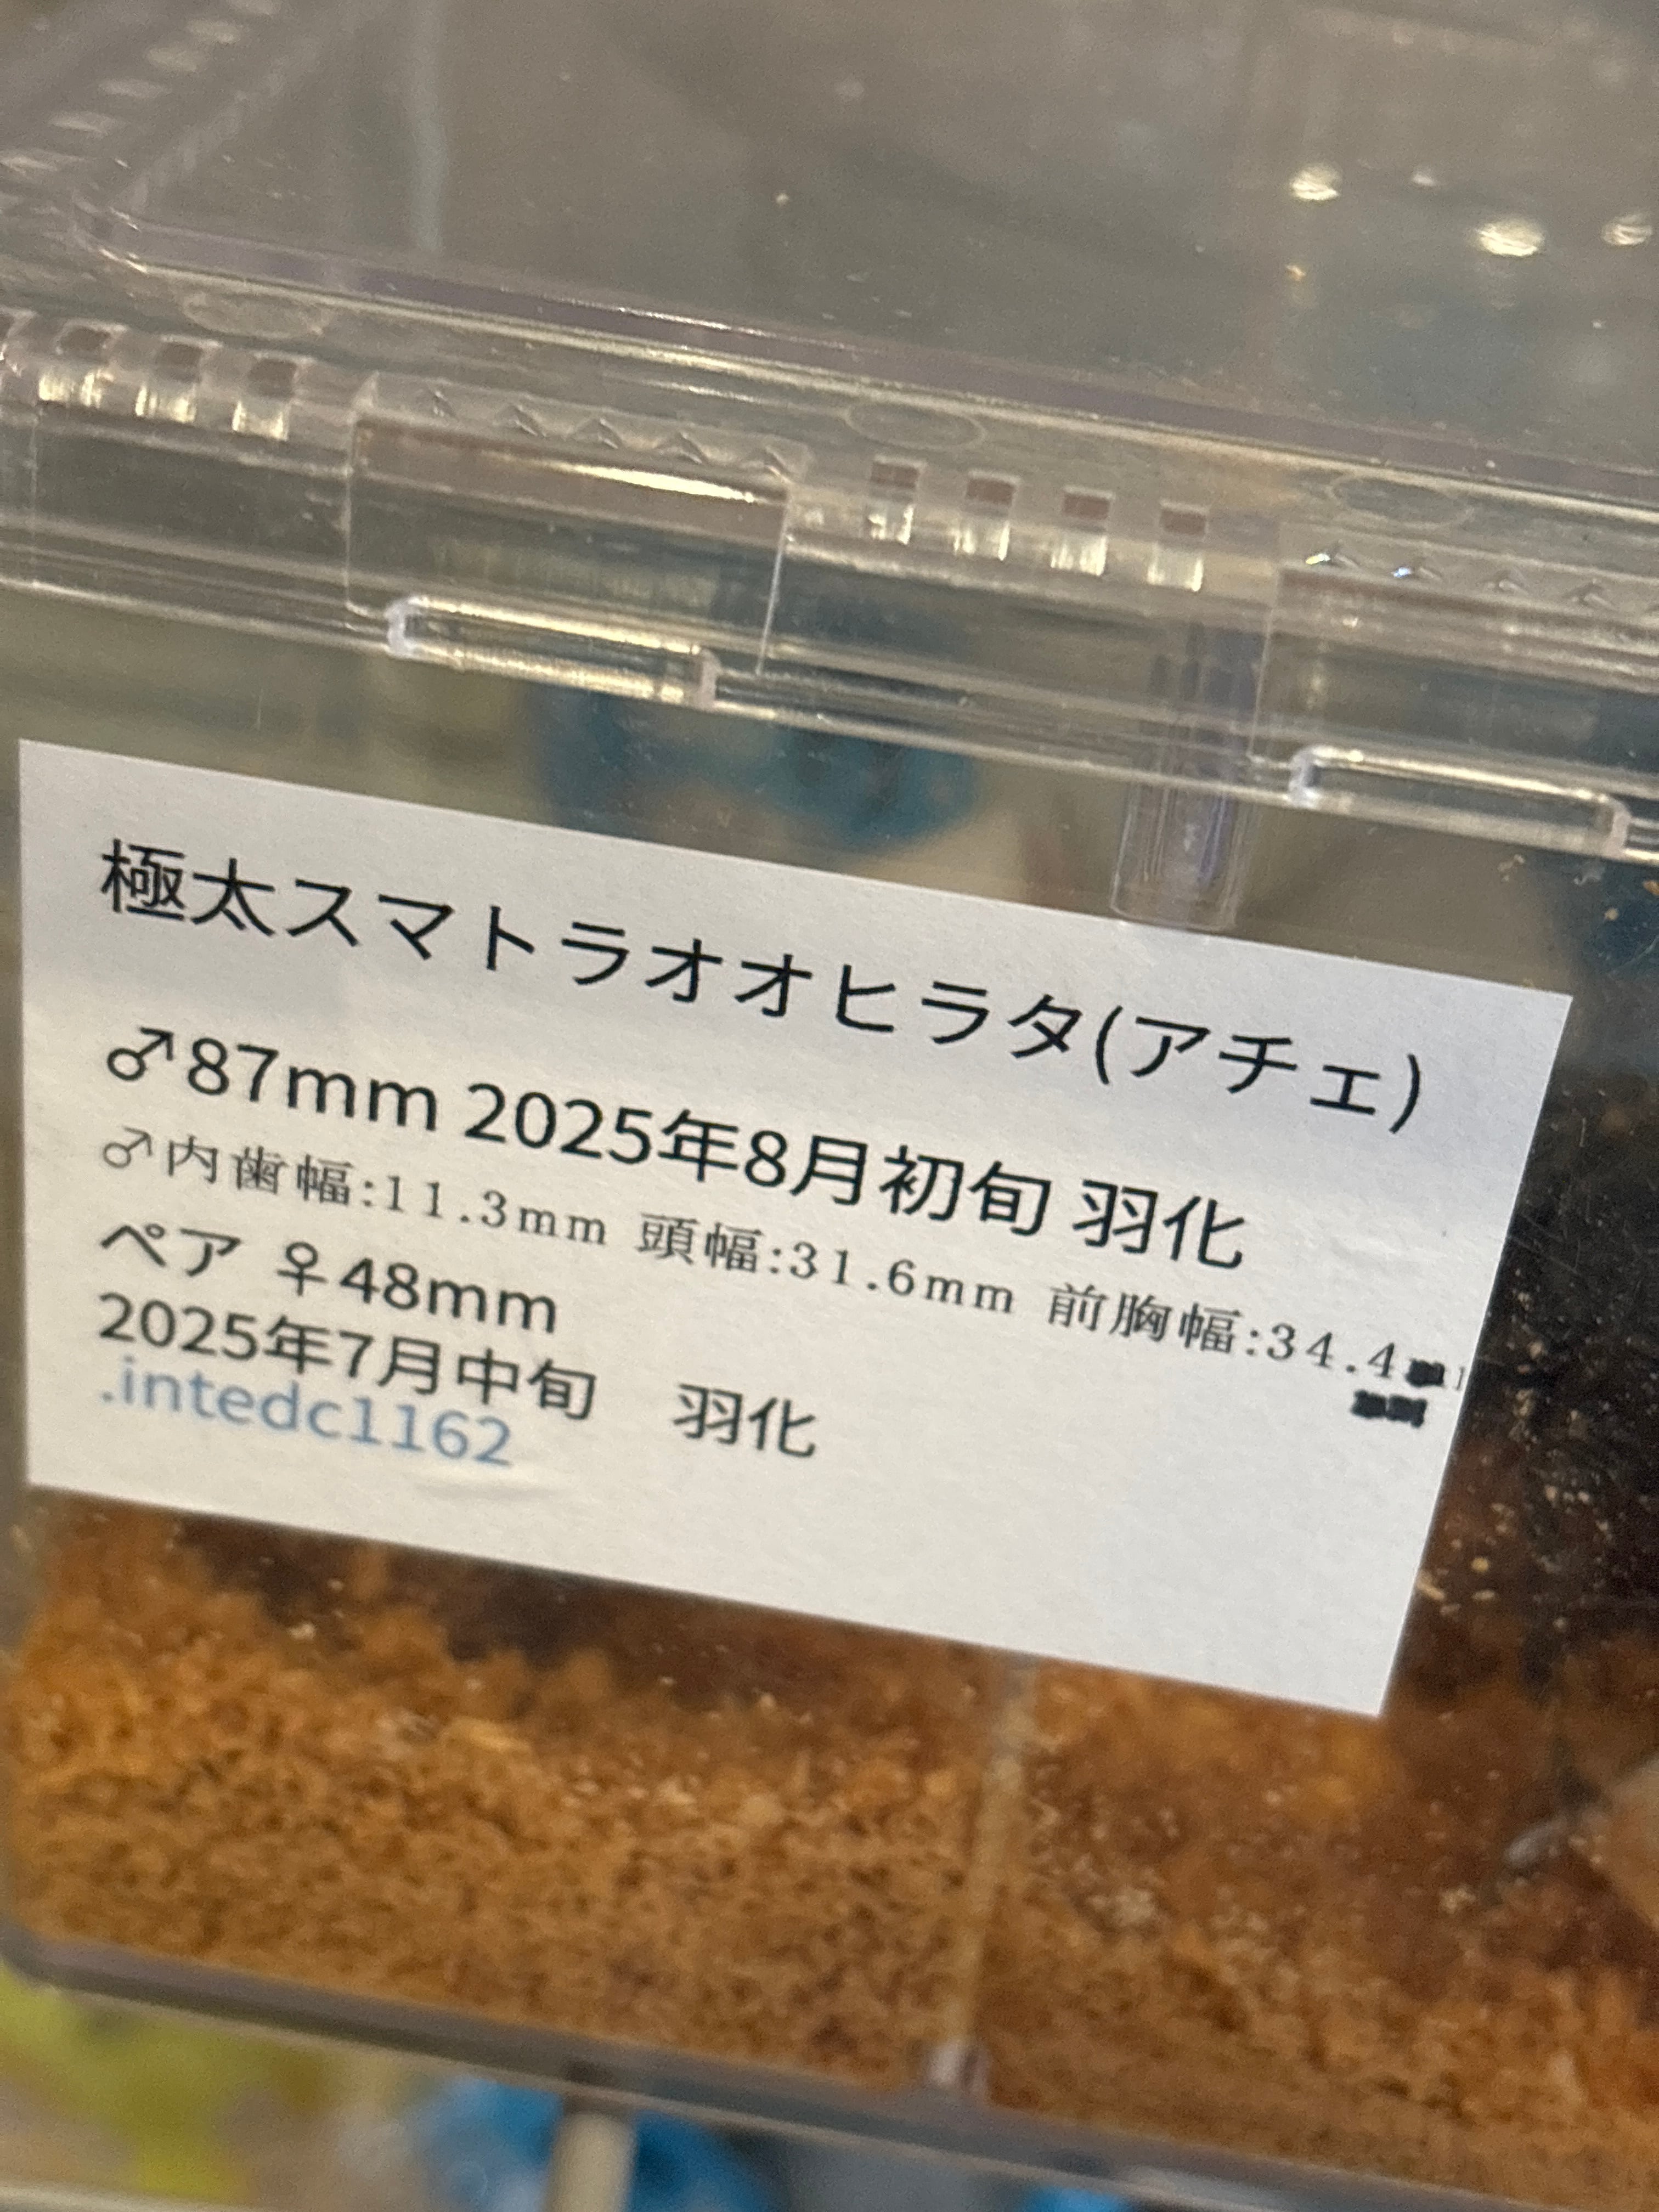 極太スマトラオオヒラタ(アチェ)
♂87mm 2025年8月初旬 羽化
♂内歯幅:11.3mm 頭幅:31.6mm 前胸幅:34.4
ペア ♀48mm
2025年7月中旬　羽化
.intedc1162